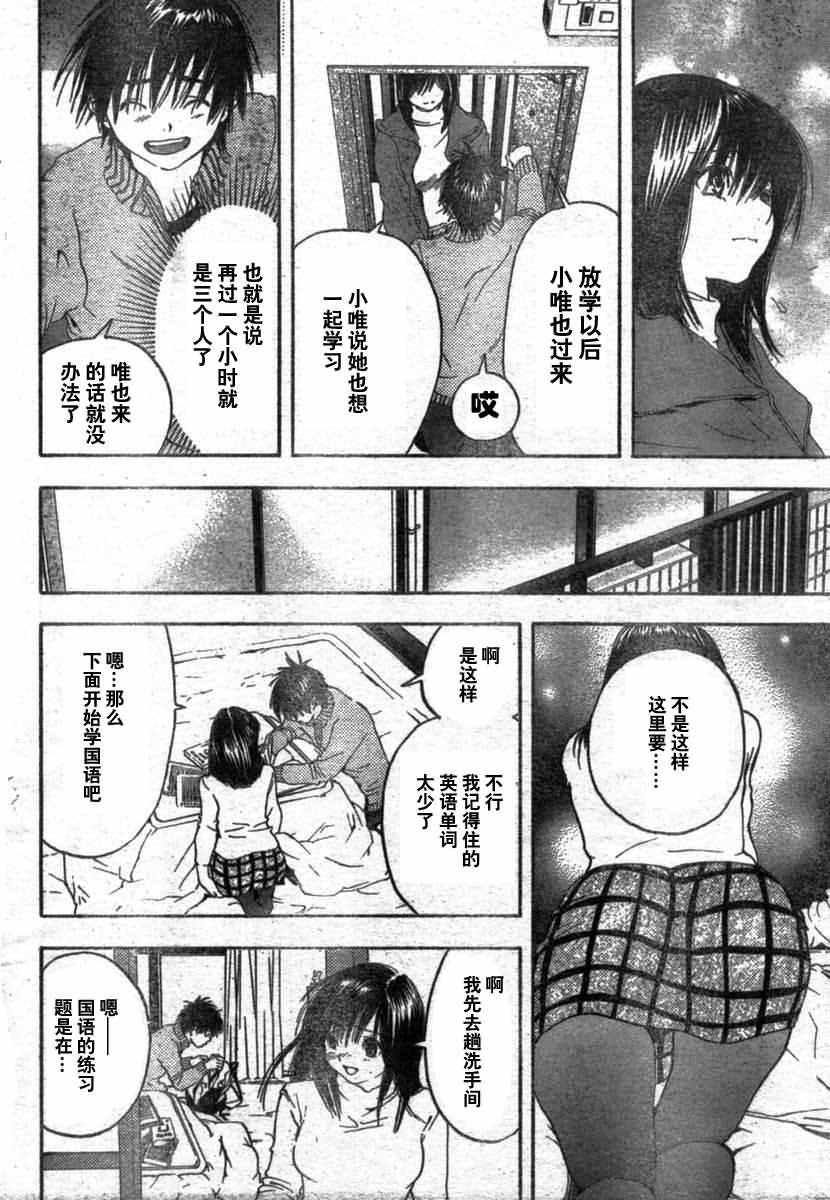 放学以后
小唯也过来
哎
小唯说她也想
一起学习
也就是说
再过一个小时就
是三个人了
唯也来
的话就没
办法了
不是这样
这里要……
啊
是这样
不行
我记得住的
英语单词
太少了
嗯…那么
下面开始学国语吧
啊
我先去趟洗手间
嗯——
国语的练习
题是在…